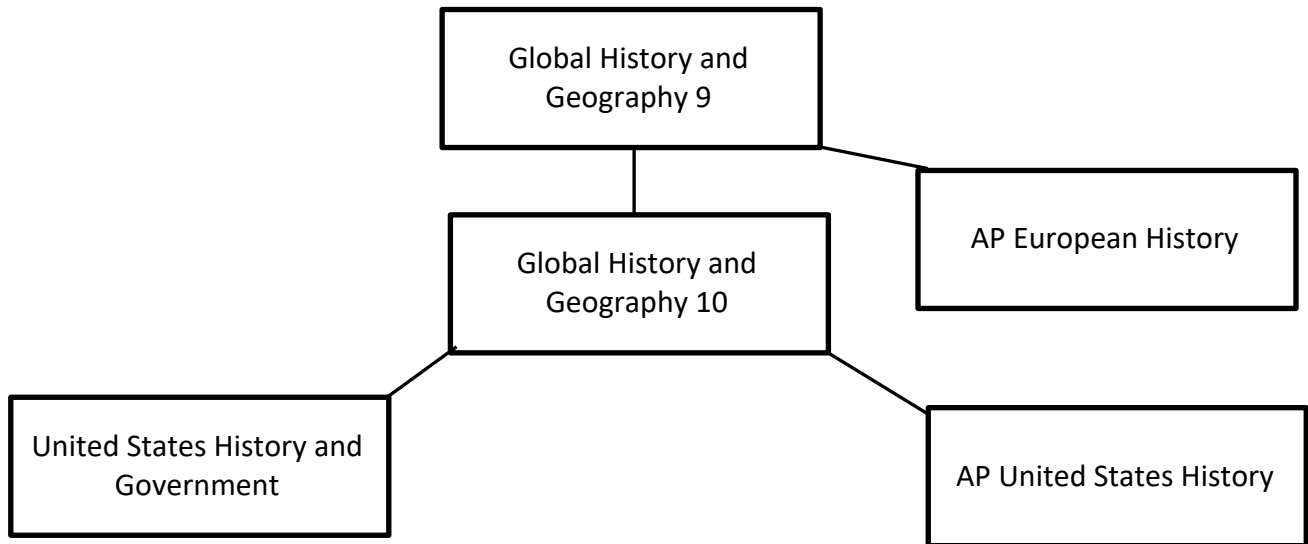 Global History and
Geography 9
AP European History
Global History and
Geography 10
United States History and
Government
AP United States History